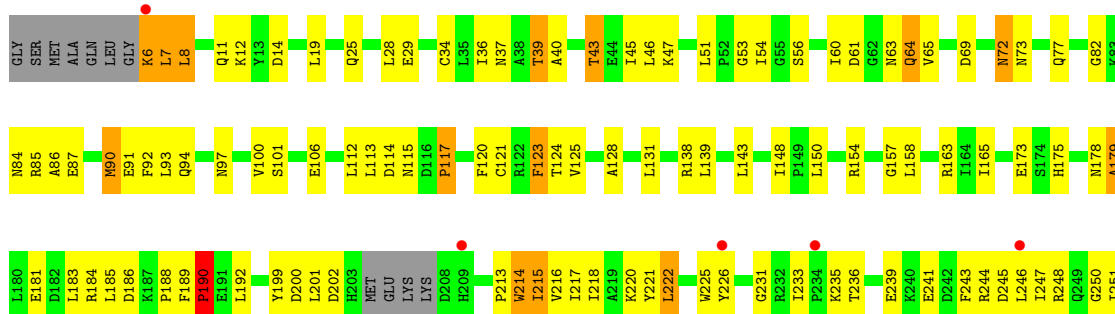 GLY SER MET ALA GLN LEU GLY K6 L7 L8 Q11 K12 Y13 D14 L19 Q25 L28 E29 C34 L35 I36 N37 A38 T39 A40 T43 E44 I45 L46 K47 L51 P52 G53 I54 G55 S56 I60 D61 G62 N63 Q64 V65 D69 N72 N73 Q77 G82 K83
N84 R85 A86 E87 M90 E91 F92 L93 Q94 N97 V100 S101 E106 L112 L113 D114 N115 D116 P117 F120 C121 R122 F123 T124 V125 A128 L131 R138 L139 L143 I148 P149 L150 R154 G157 L158 R163 I164 I165 E173 S174 H175 N178 A179
L180 E181 D182 L183 R184 L185 D186 K187 P188 F189 P190 E191 L192 Y199 D200 L201 D202 H203 MET GLU LYS LYS D208 H209 P213 W214 I215 V216 V217 I218 A219 K220 Y221 L222 W225 Y226 G231 R232 I233 P234 K235 T236 E239 K240 E241 D242 F243 R244 D245 L246 I247 R248 Q249 G250